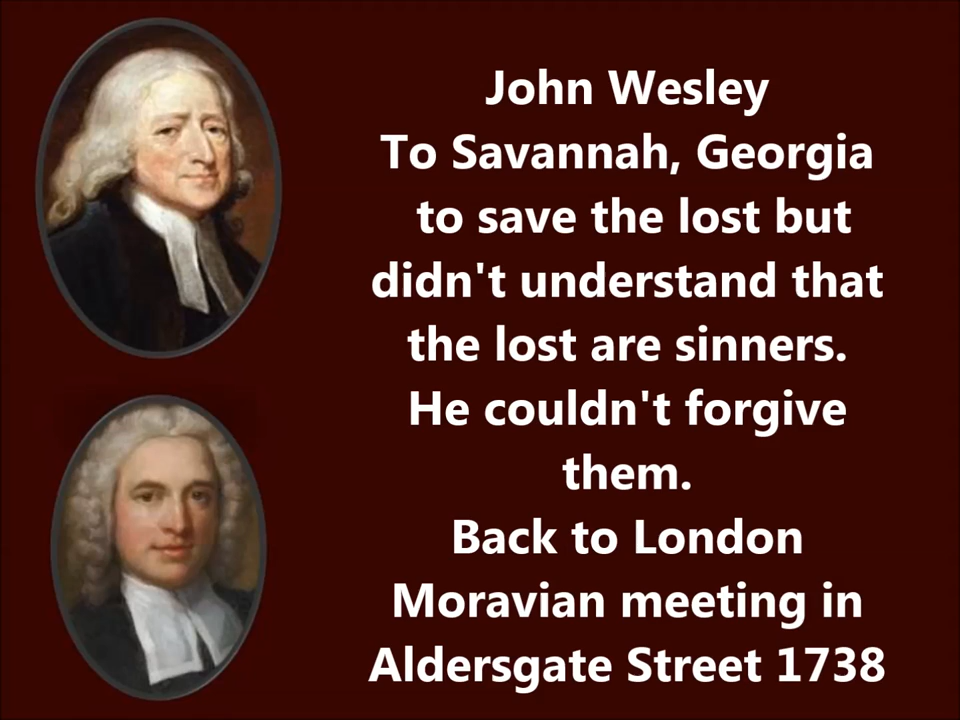 John Wesley
To Savannah, Georgia
to save the lost but
didn't understand that
the lost are sinners.
He couldn't forgive
them.
Back to London
Moravian meeting in
Aldersgate Street 1738